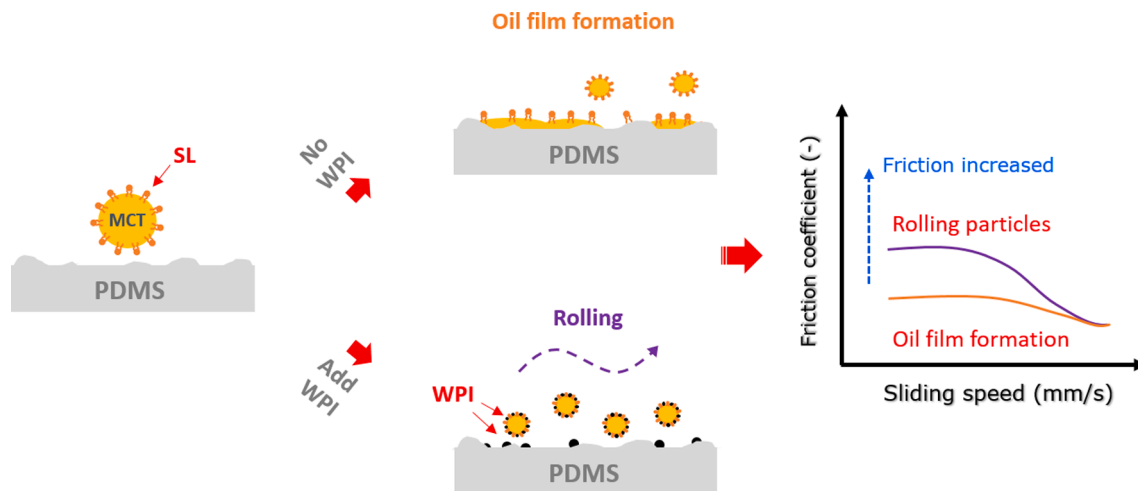 SL
MCT
PDMS
No
WPI
Add
WPI
Oil film formation
PDMS
Rolling
WPI
PDMS
Friction coefficient (-)
Friction increased
Rolling particles
Oil film formation
Sliding speed (mm/s)